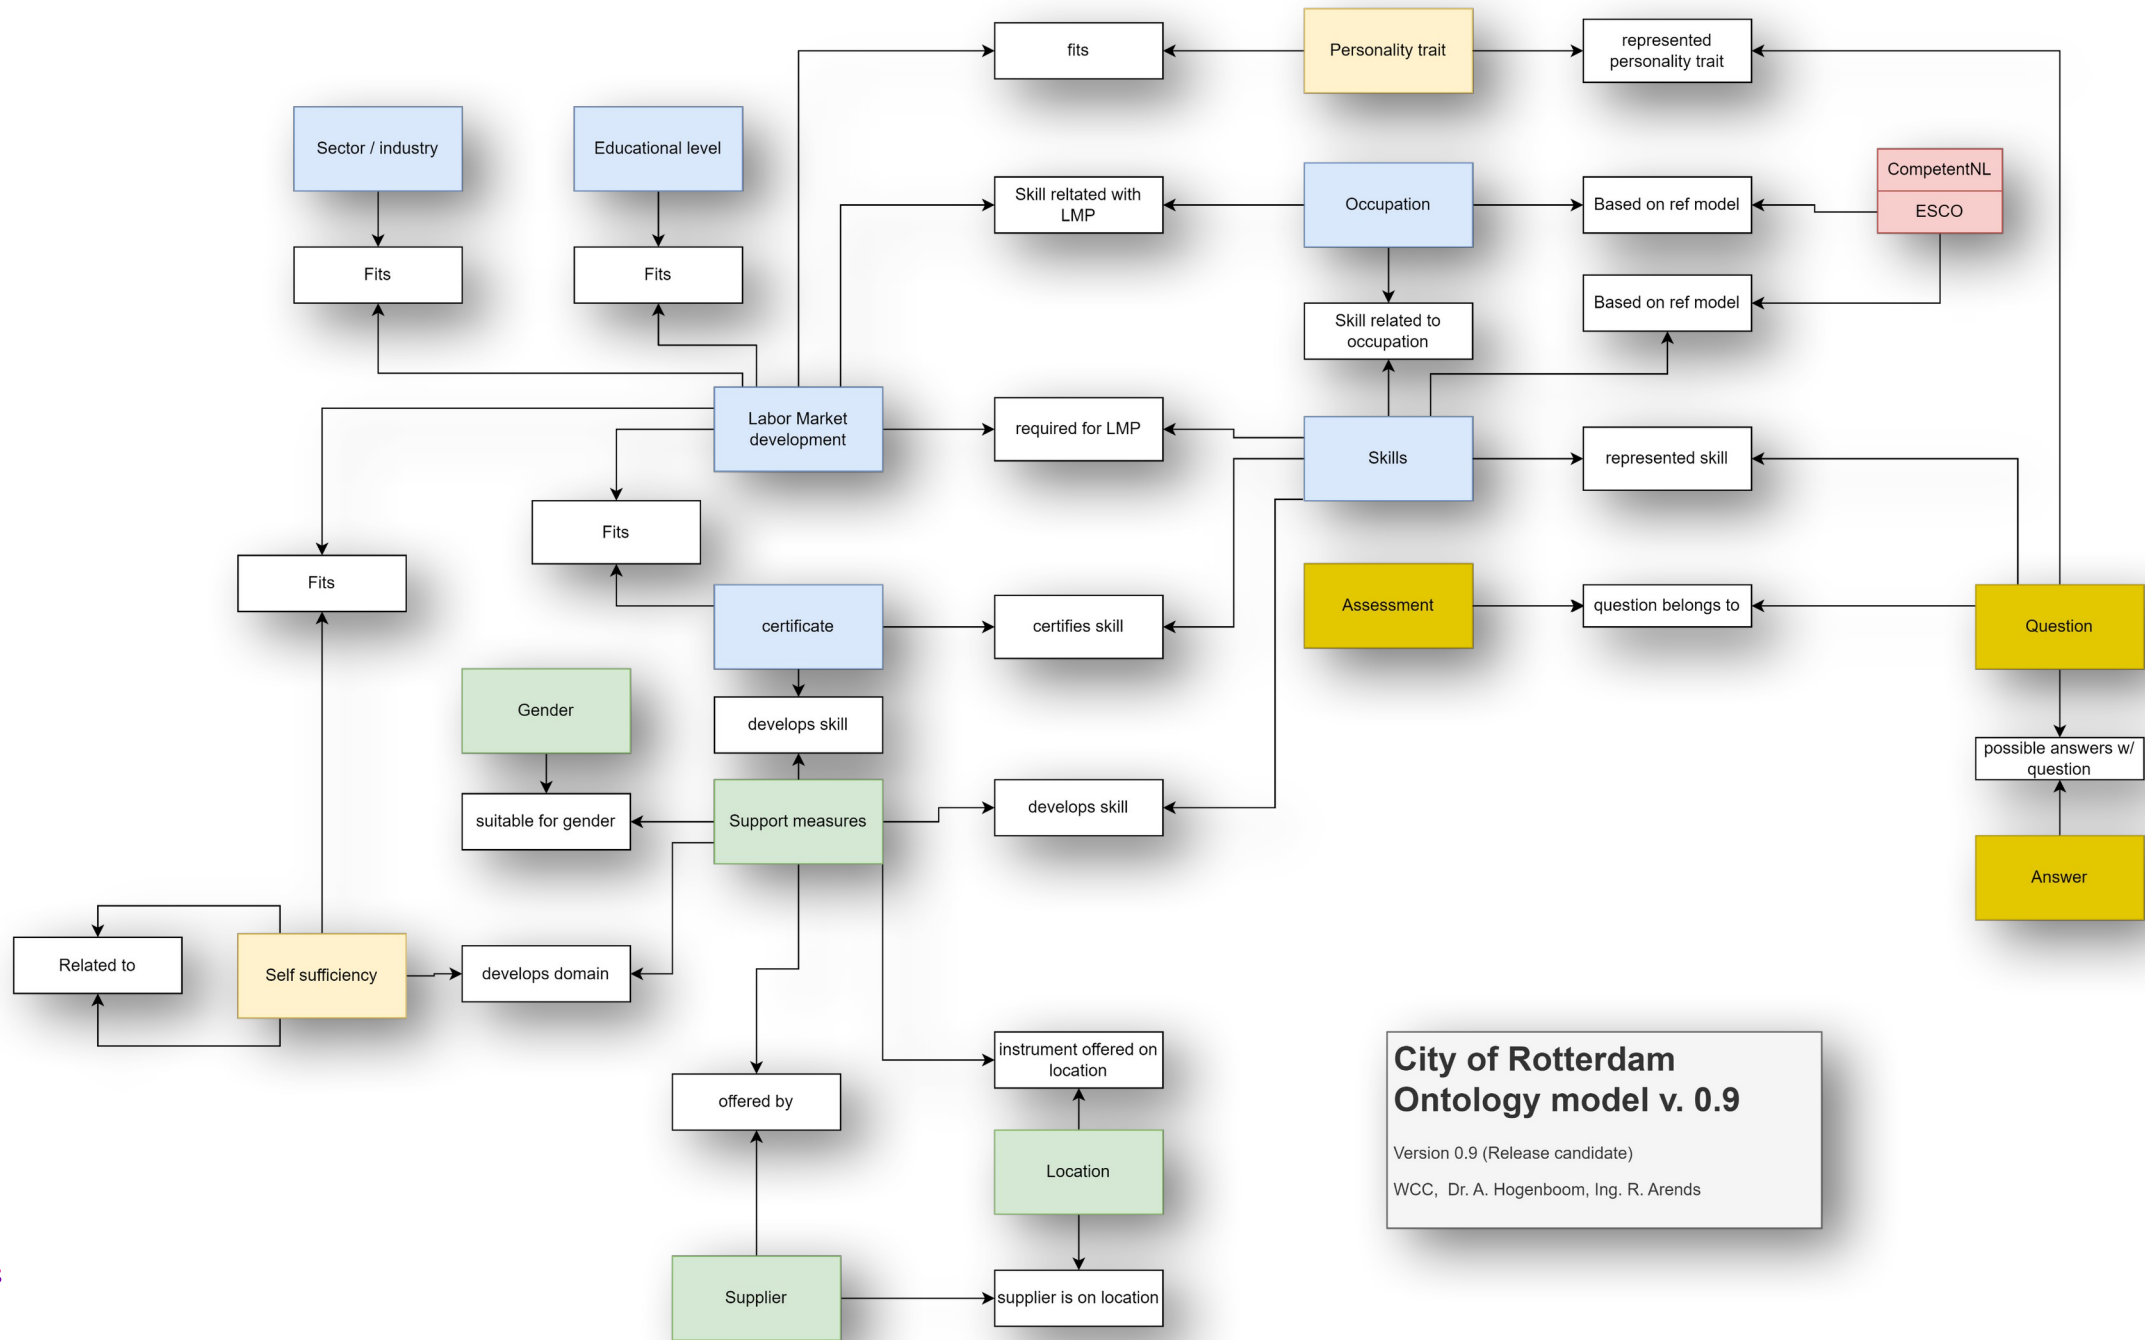 fits
Personality trait
represented
personality trait
Sector / industry
Educational level
CompetentNL
ESCO
Skill reltated with
LMP
Occupation
Based on ref model
Fits
Fits
Based on ref model
Skill related to
occupation
Labor Market
development
required for LMP
Skills
represented skill
Fits
Fits
certificate
certifies skill
Assessment
question belongs to
Question
Gender
develops skill
possible answers w/
question
suitable for gender
Support measures
develops skill
Answer
Related to
Self sufficiency
develops domain
instrument offered on
location
offered by
Location
Supplier
supplier is on location
City of Rotterdam
Ontology model v. 0.9
Version 0.9 (Release candidate)
WCC, Dr. A. Hogenboom, Ing. R. Arends